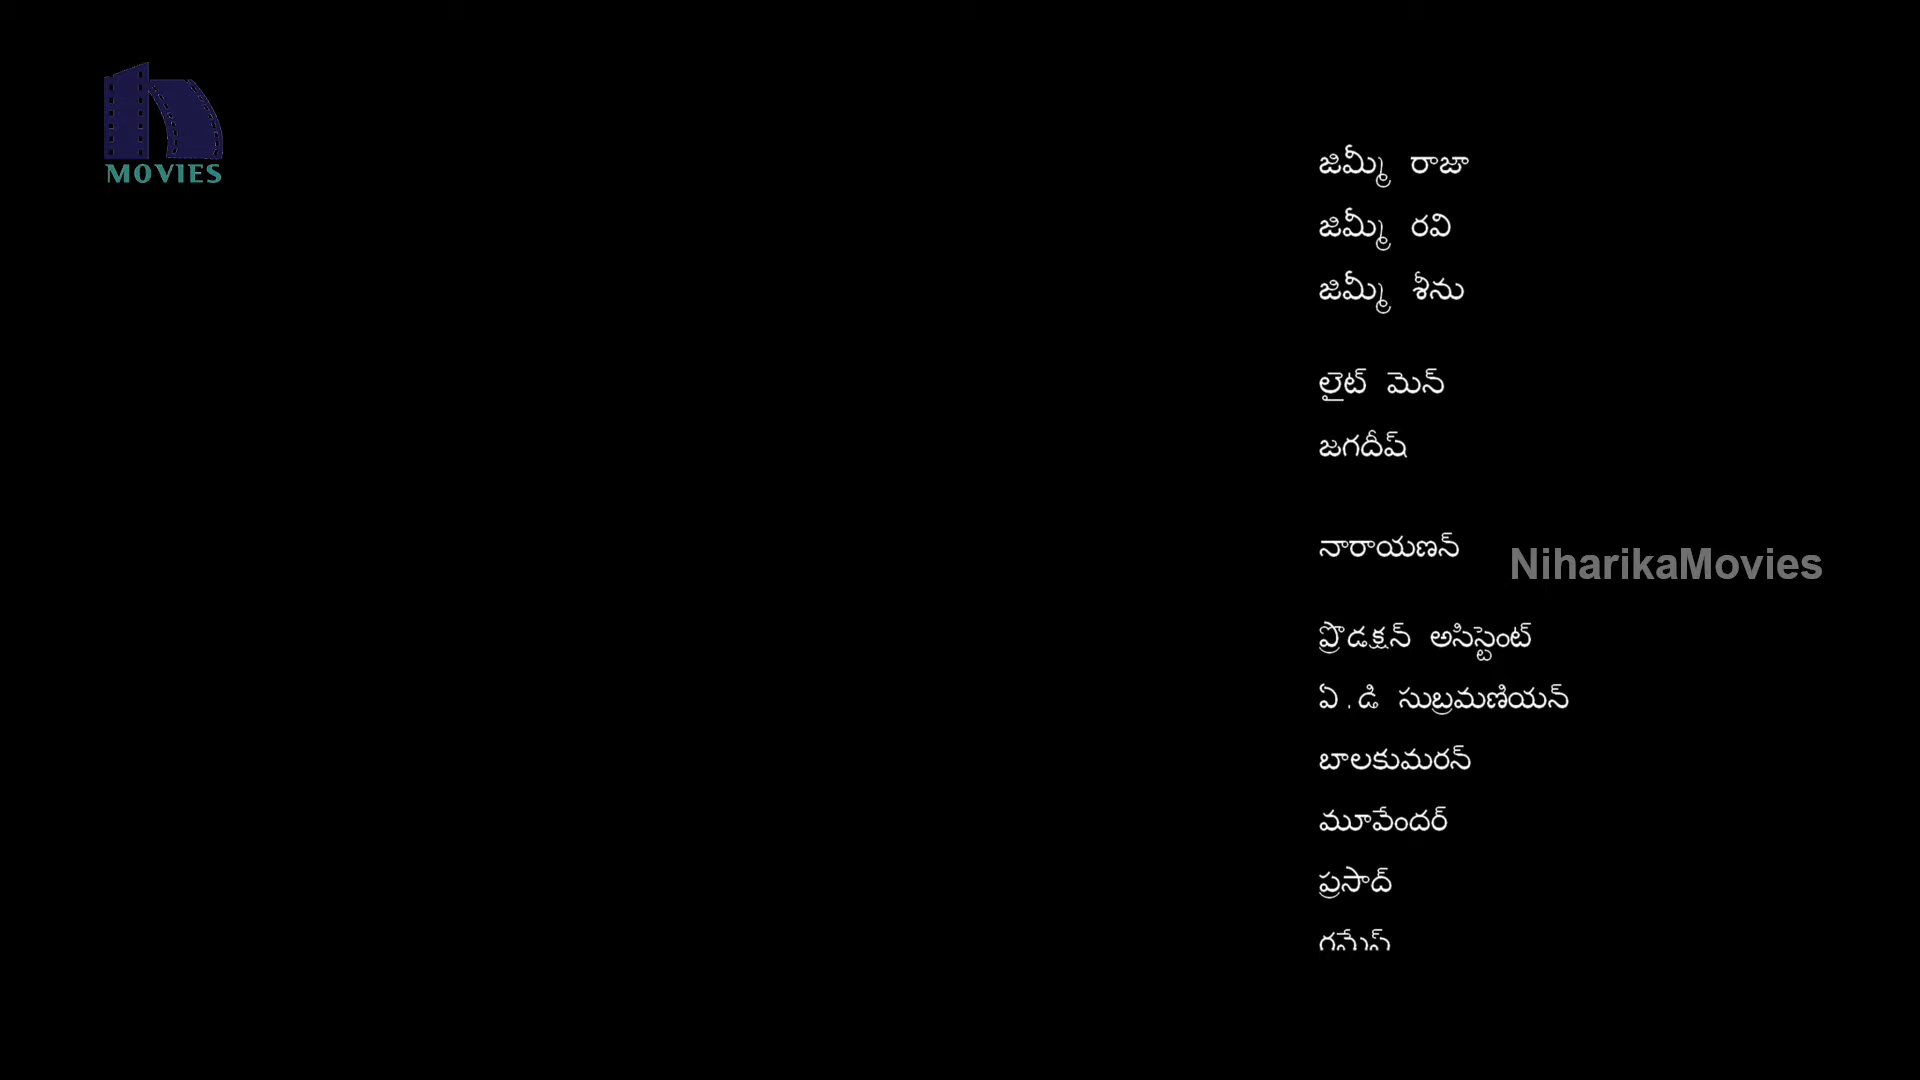 MOVIES
జిమ్మీ రాజా
జిమ్మీ రవి
జిమ్మీ శీను
లైట్ మెన్
జగదీష్
నారాయణన్
NiharikaMovies
ప్రొడక్షన్ అసిస్టెంట్
ఏ.డి సుబ్రమణియన్
బాలకుమరన్
మూవేందర్
ప్రసాద్